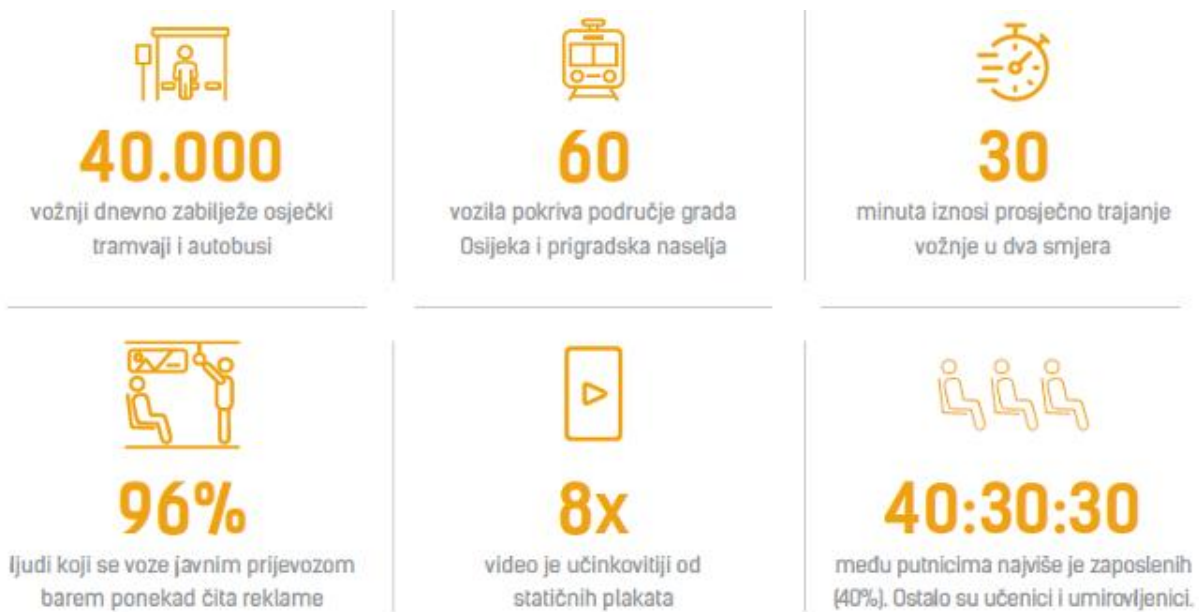 40.000
vožnji dnevno zabilježe osječki
tramvaji i autobusi
60
vozila pokriva područje grada
Osijeka i prigradska naselja
30
minuta iznosi prosječno trajanje
vožnje u dva smjera
96%
ljudi koji se voze javnim prijevozom
barem ponekad čita reklame
8x
video je učinkovitiji od
statičnih plakata
40:30:30
među putnicima najviše je zaposlenih
(40%). Ostalo su učenici i umirovljenici.